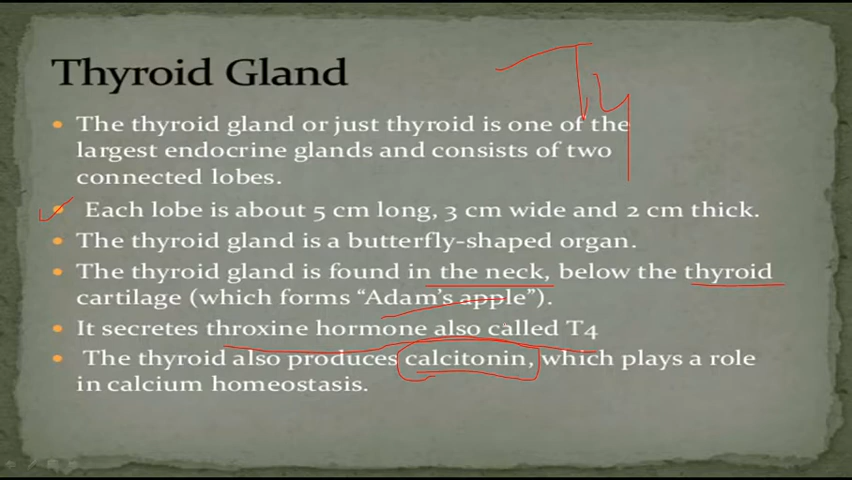 Thyroid Gland
T4
• The thyroid gland or just thyroid is one of the
largest endocrine glands and consists of two
connected lobes.
• Each lobe is about 5 cm long, 3 cm wide and 2 cm thick.
• The thyroid gland is a butterfly-shaped organ.
• The thyroid gland is found in the neck, below the thyroid
cartilage (which forms “Adam’s apple”).
• It secretes throxine hormone also called T4
• The thyroid also produces calcitonin, which plays a role
in calcium homeostasis.